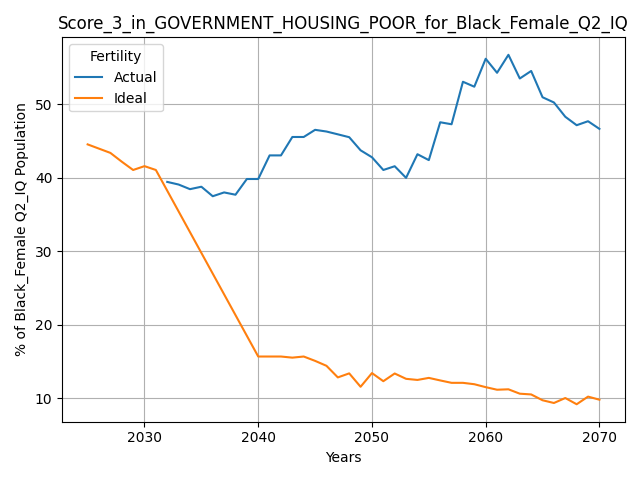 Score_3_in_GOVERNMENT_HOUSING_POOR_for_Black_Female_Q2_IQ
Fertility
Actual
Ideal
% of Black_Female Q2_IQ Population
50
40
30
20
10
2030 2040 2050 2060 2070
Years